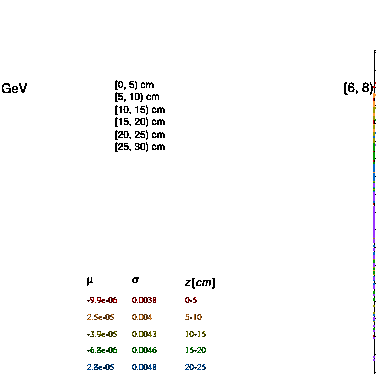 GeV
[0, 5) cm
[5, 10) cm
[10, 15) cm
[15, 20) cm
[20, 25) cm
[25, 30) cm
[6, 8)
μ σ z[cm]
-9.9e-06 0.0038 0-5
2.5e-05 0.004 5-10
-3.9e-05 0.0043 10-15
-6.8e-06 0.0046 15-20
2.8e-05 0.0048 20-25